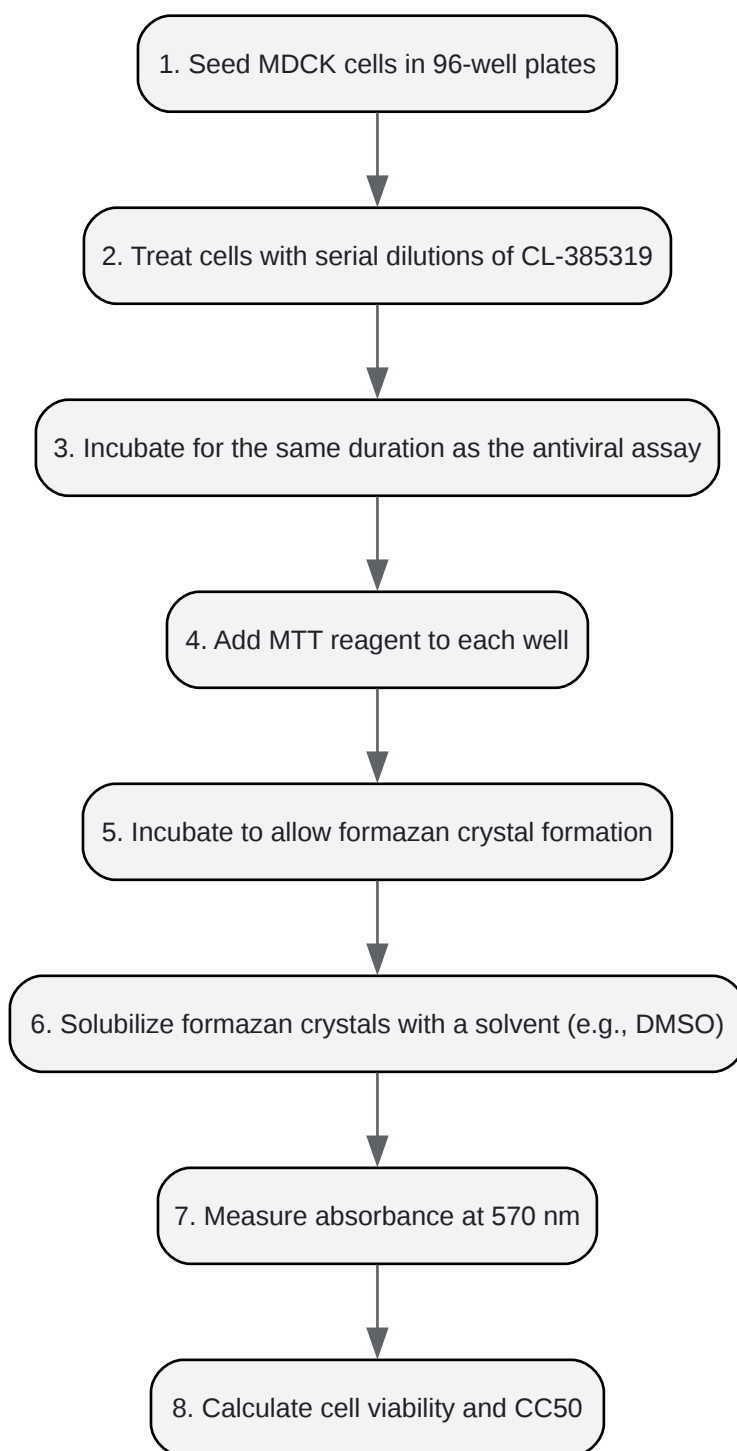 1. Seed MDCK cells in 96-well plates
2. Treat cells with serial dilutions of CL-385319
3. Incubate for the same duration as the antiviral assay
4. Add MTT reagent to each well
5. Incubate to allow formazan crystal formation
6. Solubilize formazan crystals with a solvent (e.g., DMSO)
7. Measure absorbance at 570 nm
8. Calculate cell viability and CC50